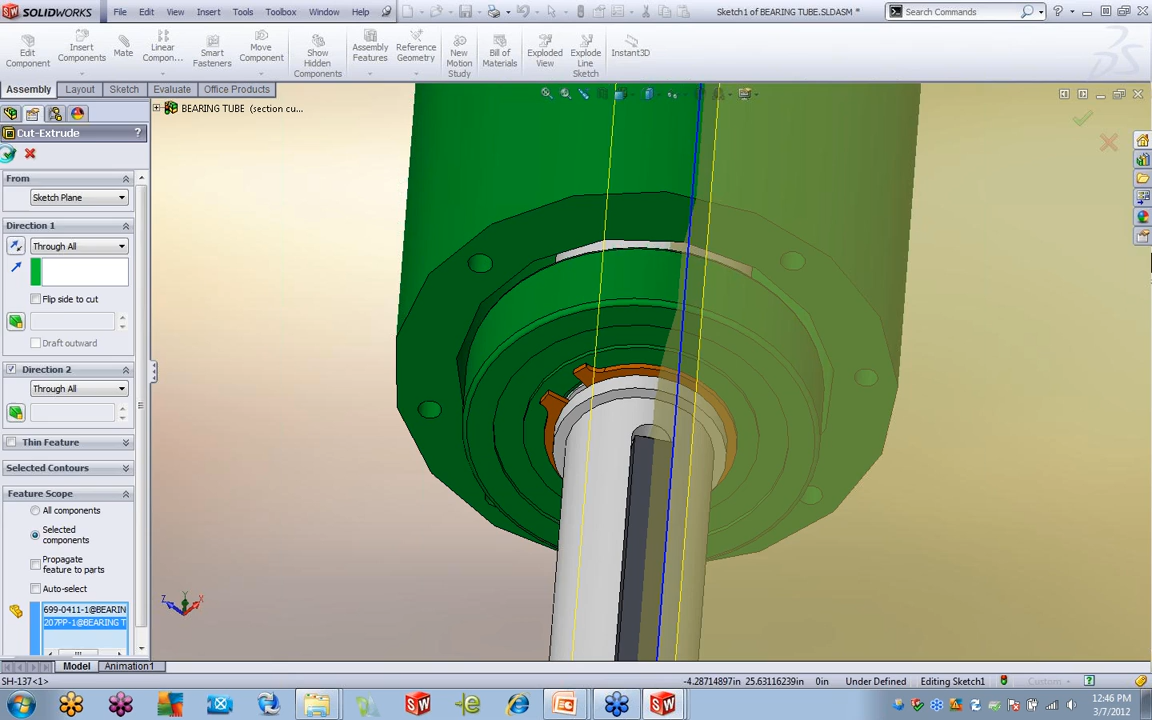 SOLIDWORKS File Edit View Insert Tools Toolbox Window Help Sketch1 of BEARING TUBE.SLDASM * Search Commands
Edit Component
Insert Components
Mate
Linear Compon...
Smart Fasteners
Move Component
Show Hidden Components
Assembly Features
Reference Geometry
New Motion Study
Bill of Materials
Exploded View
Explode Line Sketch
Instant3D
Assembly Layout Sketch Evaluate Office Products
BEARING TUBE (section cu...
Cut-Extrude ?
From
Sketch Plane
Direction 1
Through All
Flip side to cut
Draft outward
Direction 2
Through All
Thin Feature
Selected Contours
Feature Scope
All components
Selected components
Propagate feature to parts
Auto-select
699-0411-1@BEARIN
207PP-1@BEARING T
Z Y X
Model Animation1
SH-137<1> -4.28714897in 25.63116239in 0in Under Defined Editing Sketch1 Custom
12:46 PM
3/7/2012